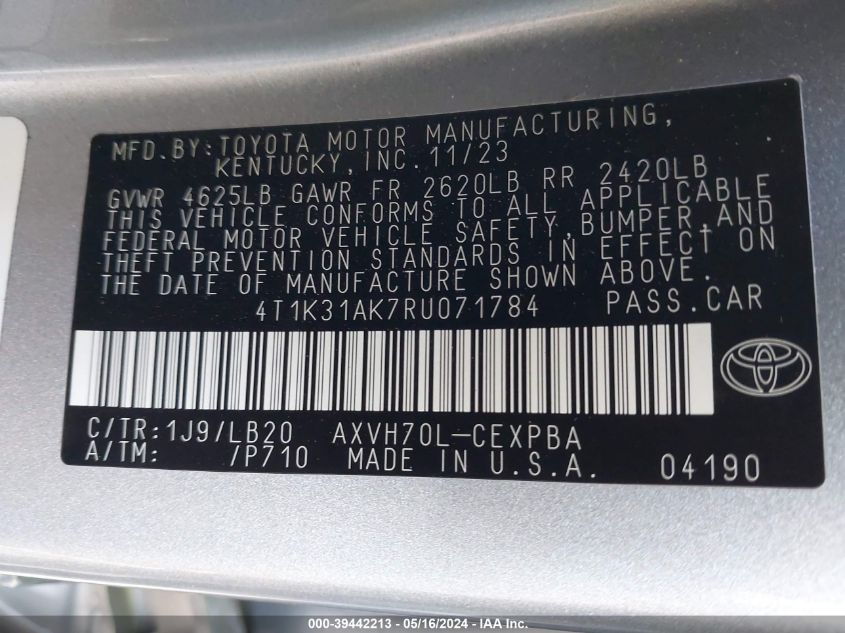 MFD.BY:TOYOTA MOTOR MANUFACTURING,
KENTUCKY,INC.11/23
GVWR 4625LB GAWR FR 2620LB RR 2420LB
THIS VEHICLE CONFORMS TO ALL APPLICABLE
FEDERAL MOTOR VEHICLE SAFETY,BUMPER,AND
THEFT PREVENTION STANDARDS IN EFFECT ON
THE DATE OF MANUFACTURE SHOWN ABOVE.
4T1K31AK7RU071784 PASS.CAR
C/TR:1J9/LB20 AXVH70L-CEXPBA
A/TM: /P710 MADE IN U.S.A. 04190
000-39442213 - 05/16/2024 - IAA Inc.